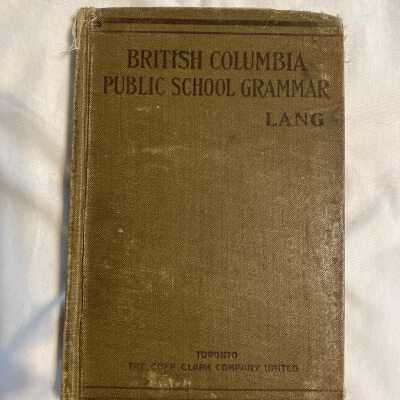 BRITISH COLUMBIA
PUBLIC SCHOOL GRAMMAR
LANG
TORONTO
THE COPP, CLARK COMPANY LIMITED